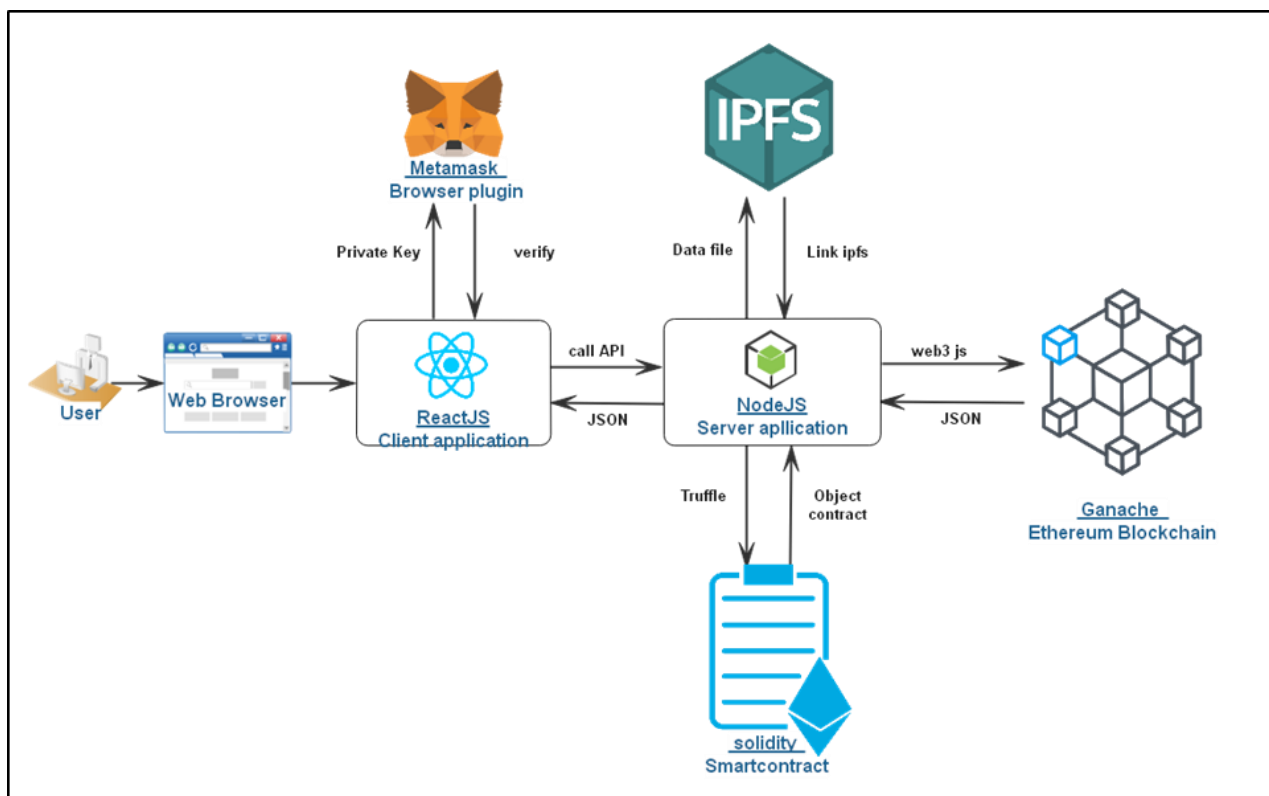 IPFS
Metamask
Browser plugin
Private Key
verify
Data file
Link ipfs
User
Web Browser
ReactJS
Client application
call API
JSON
NodeJS
Server apllication
web3 js
JSON
Truffle
Object
contract
Ganache
Ethereum Blockchain
solidity
Smartcontract